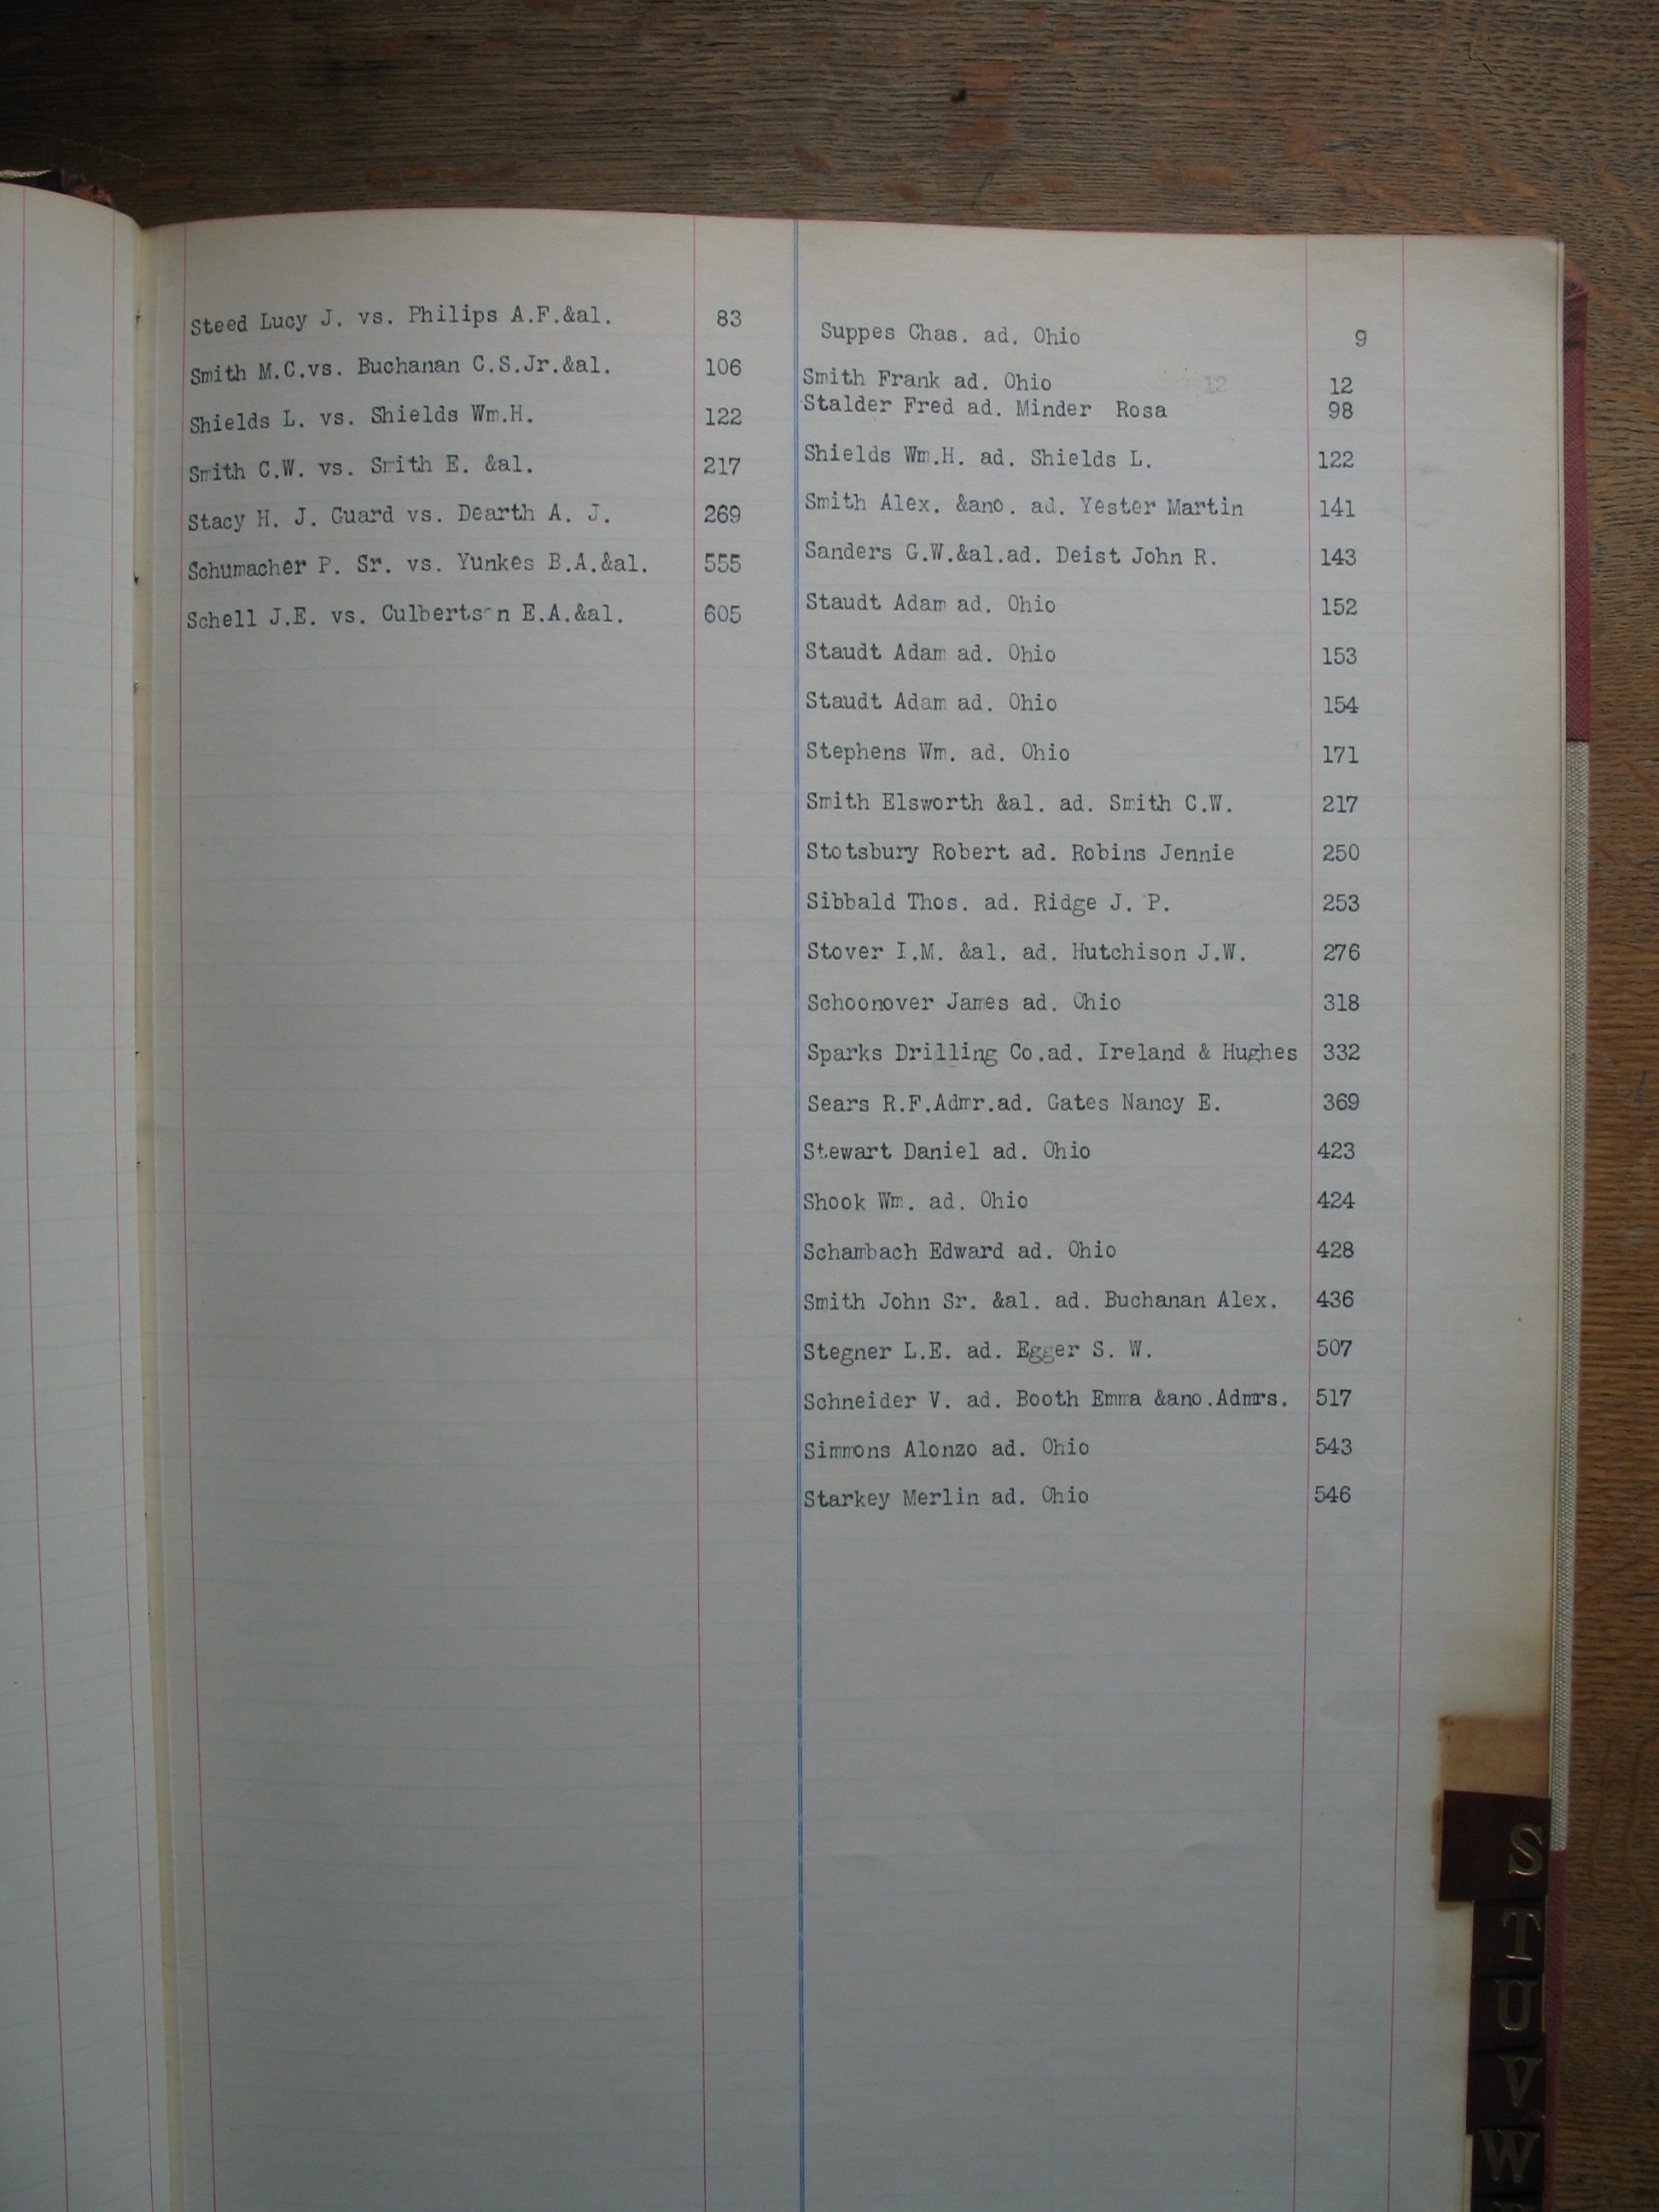 Steed Lucy J. vs. Philips A.F.&al. 83
Smith M.C.vs. Buchanan C.S.Jr.&al. 106
Shields L. vs. Shields Wm.H. 122
Smith C.W. vs. Smith E. &al. 217
Stacy H. J. Guard vs. Dearth A. J. 269
Schumacher P. Sr. vs. Yunkes B.A.&al. 555
Schell J.E. vs. Culbertson E.A.&al. 605
Suppes Chas. ad. Ohio 9
Smith Frank ad. Ohio 12 12
Stalder Fred ad. Minder Rosa 98
Shields Wm.H. ad. Shields L. 122
Smith Alex. &ano. ad. Yester Martin 141
Sanders G.W.&al.ad. Deist John R. 143
Staudt Adam ad. Ohio 152
Staudt Adam ad. Ohio 153
Staudt Adam ad. Ohio 154
Stephens Wm. ad. Ohio 171
Smith Elsworth &al. ad. Smith C.W. 217
Stotsbury Robert ad. Robins Jennie 250
Sibbald Thos. ad. Ridge J. P. 253
Stover I.M. &al. ad. Hutchison J.W. 276
Schoonover James ad. Ohio 318
Sparks Drilling Co.ad. Ireland & Hughes 332
Sears R.F.Admr.ad. Gates Nancy E. 369
Stewart Daniel ad. Ohio 423
Shook Wm. ad. Ohio 424
Schambach Edward ad. Ohio 428
Smith John Sr. &al. ad. Buchanan Alex. 436
Stegner L.E. ad. Egger S. W. 507
Schneider V. ad. Booth Emma &ano.Admrs. 517
Simmons Alonzo ad. Ohio 543
Starkey Merlin ad. Ohio 546
S
T
U
V
W